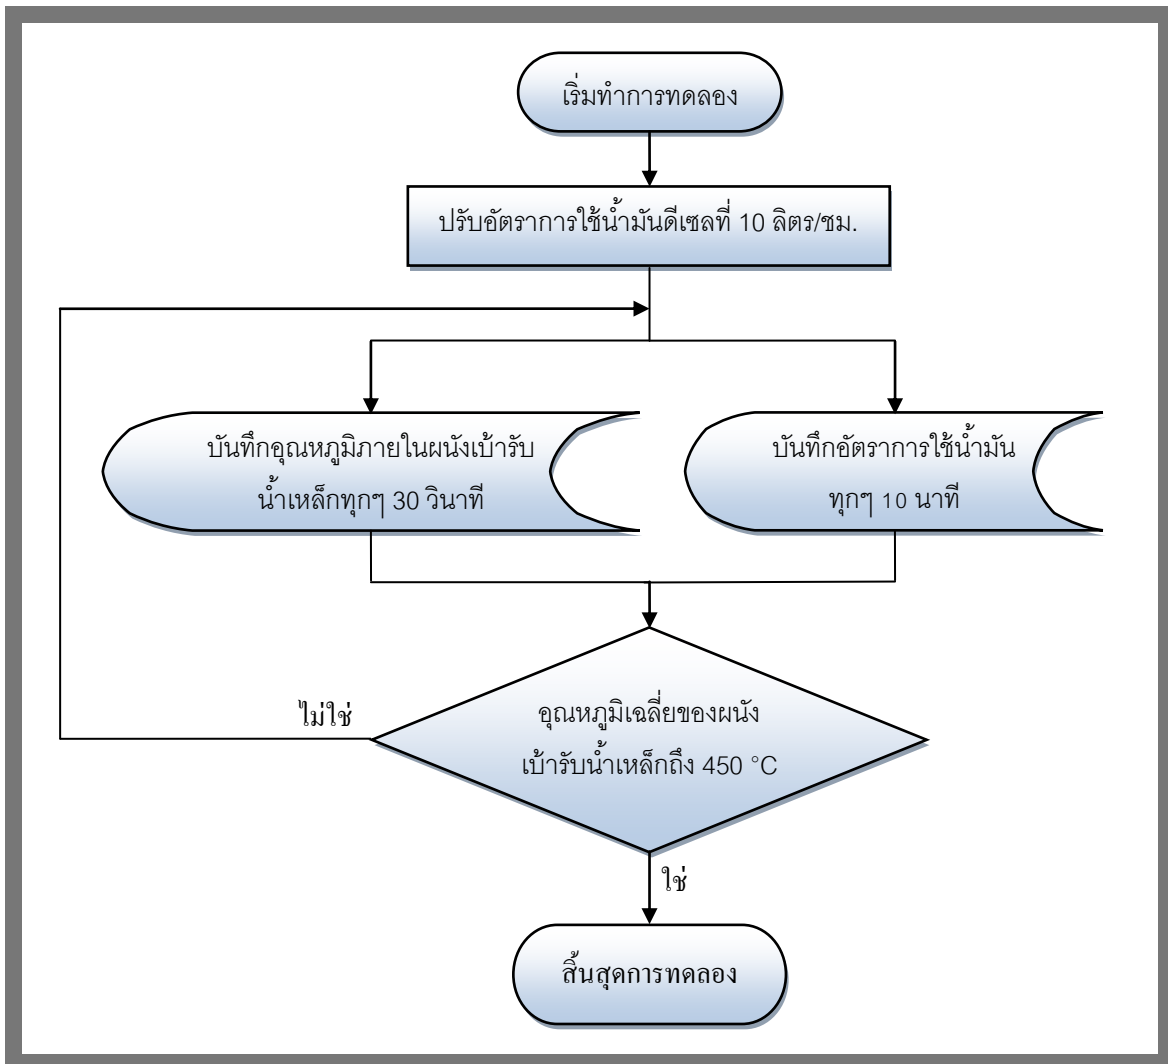 เริ่มทำการทดลอง
ปรับอัตราการใช้น้ำมันดีเซลที่ 10 ลิตร/ชม.
บันทึกอุณหภูมิภายในผนังเบ้ารับ
น้ำเหล็กทุกๆ 30 วินาที
บันทึกอัตราการใช้น้ำมัน
ทุกๆ 10 นาที
ไม่ใช่
อุณหภูมิเฉลี่ยของผนัง
เบ้ารับน้ำเหล็กถึง 450 °C
ใช่
สิ้นสุดการทดลอง